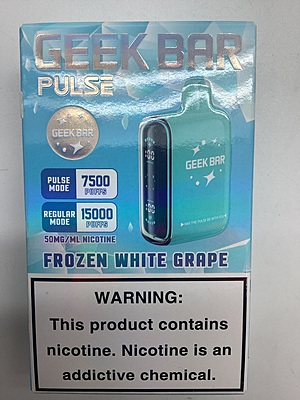 GEEK BAR
PULSE
GEEK BAR
GEEK BAR
PULSE MODE
7500 PUFFS
REGULAR MODE
15000 PUFFS
50MG/ML NICOTINE
FROZEN WHITE GRAPE
WARNING:
This product contains
nicotine. Nicotine is an
addictive chemical.